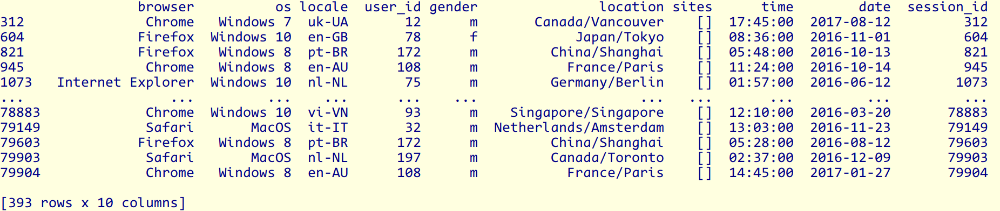 browser os locale user_id gender location sites time date session_id
312 Chrome Windows 7 uk-UA 12 m Canada/Vancouver [] 17:45:00 2017-08-12 312
604 Firefox Windows 10 en-GB 78 f Japan/Tokyo [] 08:36:00 2016-11-01 604
821 Firefox Windows 8 pt-BR 172 m China/Shanghai [] 05:48:00 2016-10-13 821
945 Chrome Windows 8 en-AU 108 m France/Paris [] 11:24:00 2016-10-14 945
1073 Internet Explorer Windows 10 nl-NL 75 m Germany/Berlin [] 01:57:00 2016-06-12 1073
... ... ... ... ... ... ... ... ... ... ...
78883 Chrome Windows 10 vi-VN 93 m Singapore/Singapore [] 12:10:00 2016-03-20 78883
79149 Safari MacOS it-IT 32 m Netherlands/Amsterdam [] 13:03:00 2016-11-23 79149
79603 Firefox Windows 8 pt-BR 172 m China/Shanghai [] 05:28:00 2016-08-12 79603
79903 Safari MacOS nl-NL 197 m Canada/Toronto [] 02:37:00 2016-12-09 79903
79904 Chrome Windows 8 en-AU 108 m France/Paris [] 14:45:00 2017-01-27 79904
[393 rows x 10 columns]